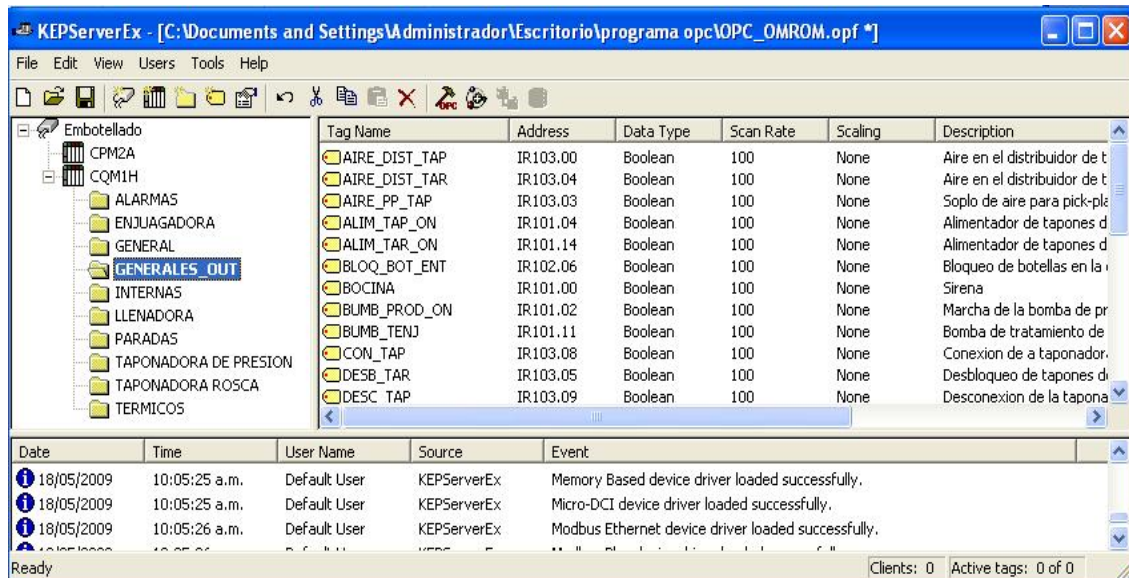 KEPServerEx - [C:\Documents and Settings\Administrador\Escritorio\programa opc\OPC_OMROM.opf *]
File Edit View Users Tools Help
Embotellado
CPM2A
CQM1H
ALARMAS
ENJUAGADORA
GENERAL
GENERALES_OUT
INTERNAS
LLENADORA
PARADAS
TAPONADORA DE PRESION
TAPONADORA ROSCA
TERMICOS
Tag Name Address Data Type Scan Rate Scaling Description
AIRE_DIST_TAP IR103.00 Boolean 100 None Aire en el distribuidor de t
AIRE_DIST_TAR IR103.04 Boolean 100 None Aire en el distribuidor de t
AIRE_PP_TAP IR103.03 Boolean 100 None Soplo de aire para pick-pla
ALIM_TAP_ON IR101.04 Boolean 100 None Alimentador de tapones d
ALIM_TAR_ON IR101.14 Boolean 100 None Alimentador de tapones d
BLOQ_BOT_ENT IR102.06 Boolean 100 None Bloqueo de botellas en la
BOCINA IR101.00 Boolean 100 None Sirena
BUMB_PROD_ON IR101.02 Boolean 100 None Marcha de la bomba de pr
BUMB_TENJ IR101.11 Boolean 100 None Bomba de tratamiento de
CON_TAP IR103.08 Boolean 100 None Conexion de a taponador
DESB_TAR IR103.05 Boolean 100 None Desbloqueo de tapones d
DESC_TAP IR103.09 Boolean 100 None Desconexion de la tapona
Date Time User Name Source Event
18/05/2009 10:05:25 a.m. Default User KEPServerEx Memory Based device driver loaded successfully.
18/05/2009 10:05:25 a.m. Default User KEPServerEx Micro-DCI device driver loaded successfully.
18/05/2009 10:05:26 a.m. Default User KEPServerEx Modbus Ethernet device driver loaded successfully.
Ready Clients: 0 Active tags: 0 of 0